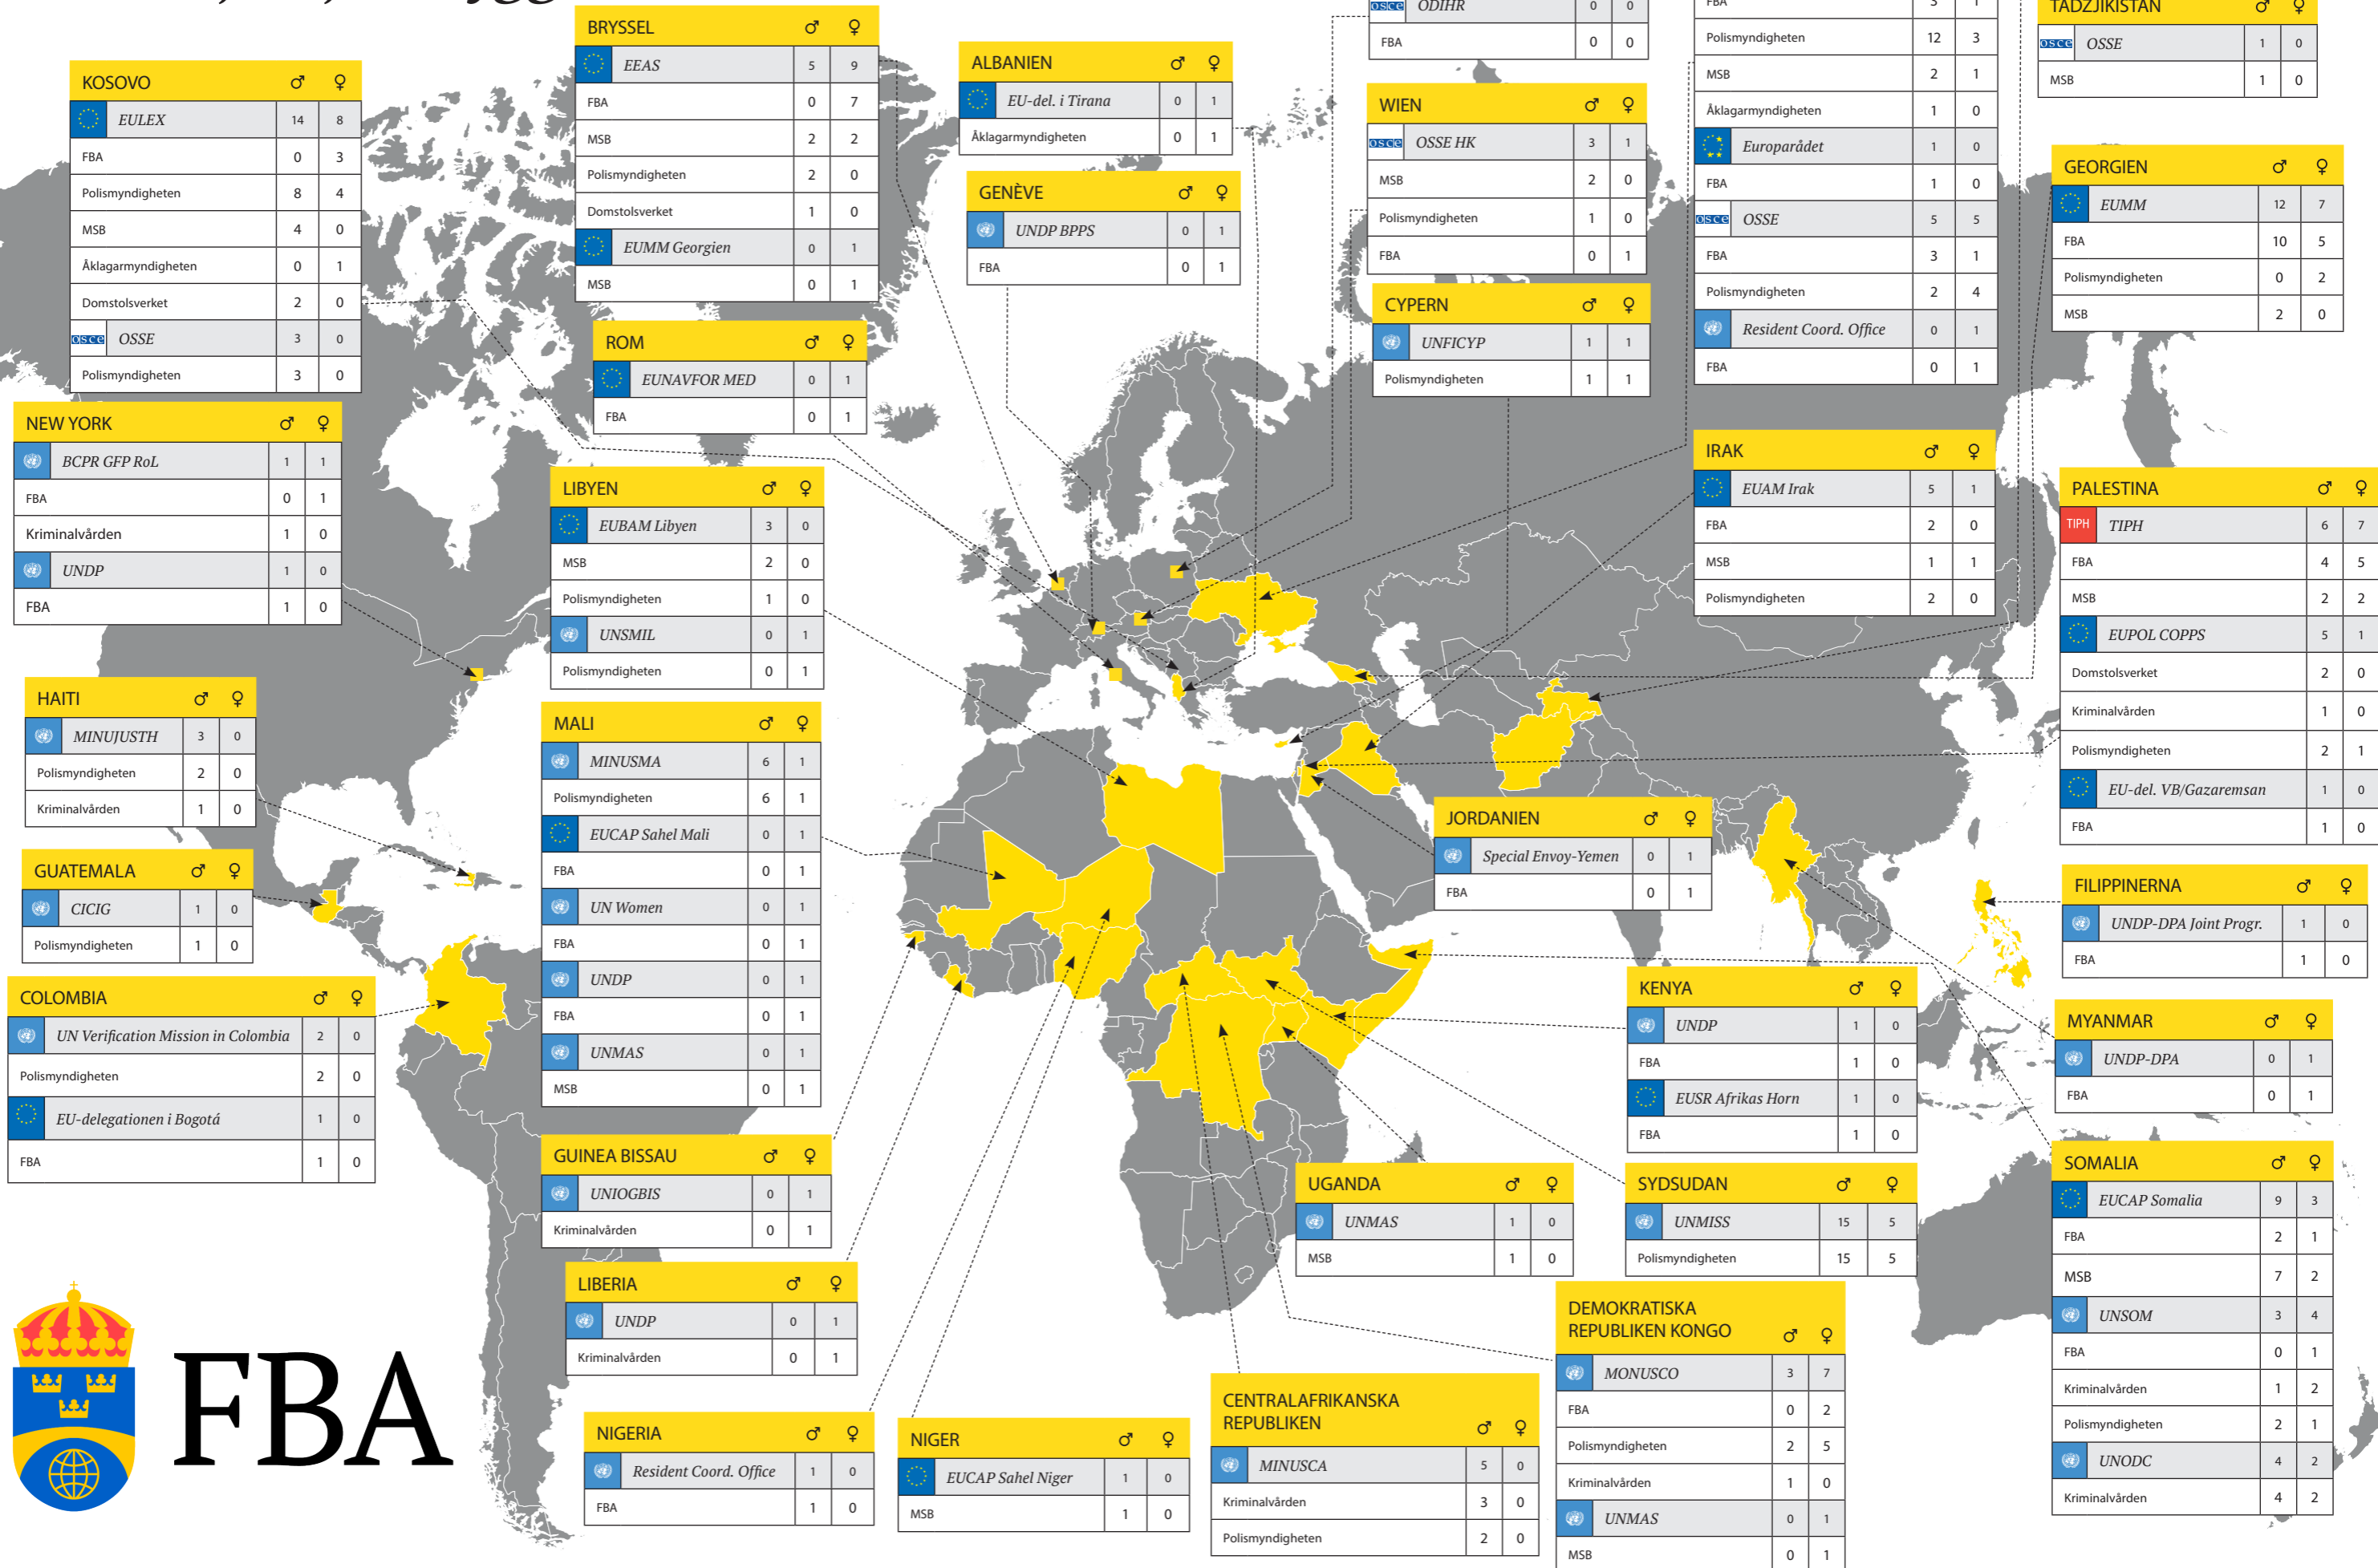 BRYSSEL ♂ ♀
EEAS 5 9
FBA 0 7
MSB 2 2
Polismyndigheten 2 0
Domstolsverket 1 0
EUMM Georgien 0 1
MSB 0 1
KOSOVO ♂ ♀
EULEX 14 8
FBA 0 3
Polismyndigheten 8 4
MSB 4 0
Åklagarmyndigheten 0 1
Domstolsverket 2 0
osce OSSE 3 0
Polismyndigheten 3 0
ALBANIEN ♂ ♀
EU-del. i Tirana 0 1
Åklagarmyndigheten 0 1
GENÈVE ♂ ♀
UNDP BPPS 0 1
FBA 0 1
osce ODIHR 0 0
FBA 0 0
WIEN ♂ ♀
osce OSSE HK 3 1
MSB 2 0
Polismyndigheten 1 0
FBA 0 1
CYPERN ♂ ♀
UNFICYP 1 1
Polismyndigheten 1 1
FBA 3 1
Polismyndigheten 12 3
MSB 2 1
Åklagarmyndigheten 1 0
Europarådet 1 0
FBA 1 0
osce OSSE 5 5
FBA 3 1
Polismyndigheten 2 4
Resident Coord. Office 0 1
FBA 0 1
TADZJIKISTAN ♂ ♀
osce OSSE 1 0
MSB 1 0
GEORGIEN ♂ ♀
EUMM 12 7
FBA 10 5
Polismyndigheten 0 2
MSB 2 0
ROM ♂ ♀
EUNAVFOR MED 0 1
FBA 0 1
NEW YORK ♂ ♀
BCPR GFP RoL 1 1
FBA 0 1
Kriminalvården 1 0
UNDP 1 0
FBA 1 0
LIBYEN ♂ ♀
EUBAM Libyen 3 0
MSB 2 0
Polismyndigheten 1 0
UNSMIL 0 1
Polismyndigheten 0 1
IRAK ♂ ♀
EUAM Irak 5 1
FBA 2 0
MSB 1 1
Polismyndigheten 2 0
PALESTINA ♂ ♀
TIPH TIPH 6 7
FBA 4 5
MSB 2 2
EUPOL COPPS 5 1
Domstolsverket 2 0
Kriminalvården 1 0
Polismyndigheten 2 1
EU-del. VB/Gazaremsan 1 0
FBA 1 0
HAITI ♂ ♀
MINUJUSTH 3 0
Polismyndigheten 2 0
Kriminalvården 1 0
MALI ♂ ♀
MINUSMA 6 1
Polismyndigheten 6 1
EUCAP Sahel Mali 0 1
FBA 0 1
UN Women 0 1
FBA 0 1
UNDP 0 1
FBA 0 1
UNMAS 0 1
MSB 0 1
JORDANIEN ♂ ♀
Special Envoy-Yemen 0 1
FBA 0 1
GUATEMALA ♂ ♀
CICIG 1 0
Polismyndigheten 1 0
FILIPPINERNA ♂ ♀
UNDP-DPA Joint Progr. 1 0
FBA 1 0
COLOMBIA ♂ ♀
UN Verification Mission in Colombia 2 0
Polismyndigheten 2 0
EU-delegationen i Bogotá 1 0
FBA 1 0
KENYA ♂ ♀
UNDP 1 0
FBA 1 0
EUSR Afrikas Horn 1 0
FBA 1 0
MYANMAR ♂ ♀
UNDP-DPA 0 1
FBA 0 1
GUINEA BISSAU ♂ ♀
UNIOGBIS 0 1
Kriminalvården 0 1
UGANDA ♂ ♀
UNMAS 1 0
MSB 1 0
SYDSUDAN ♂ ♀
UNMISS 15 5
Polismyndigheten 15 5
SOMALIA ♂ ♀
EUCAP Somalia 9 3
FBA 2 1
MSB 7 2
UNSOM 3 4
FBA 0 1
Kriminalvården 1 2
Polismyndigheten 2 1
UNODC 4 2
Kriminalvården 4 2
LIBERIA ♂ ♀
UNDP 0 1
Kriminalvården 0 1
DEMOKRATISKA
REPUBLIKEN KONGO ♂ ♀
MONUSCO 3 7
FBA 0 2
Polismyndigheten 2 5
Kriminalvården 1 0
UNMAS 0 1
MSB 0 1
CENTRALAFRIKANSKA
REPUBLIKEN ♂ ♀
MINUSCA 5 0
Kriminalvården 3 0
Polismyndigheten 2 0
NIGERIA ♂ ♀
Resident Coord. Office 1 0
FBA 1 0
NIGER ♂ ♀
EUCAP Sahel Niger 1 0
MSB 1 0
FBA